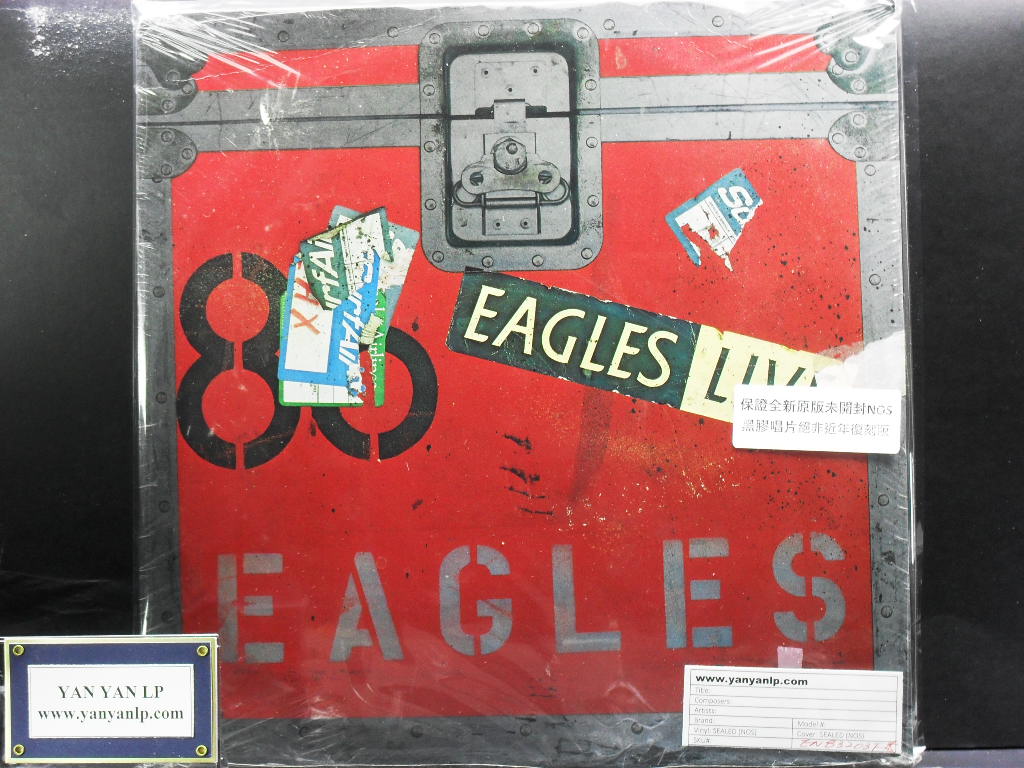 EAGLES LIVE
保證全新原版未開封NOS
黑膠唱片絕非近年復刻版
EAGLES
YAN YAN LP
www.yanyanlp.com
www.yanyanlp.com
Title:
Composers:
Artists:
Brand:
Model #:
Vinyl: SEALED (NOS)
Cover: SEALED (NOS)
SKU#: